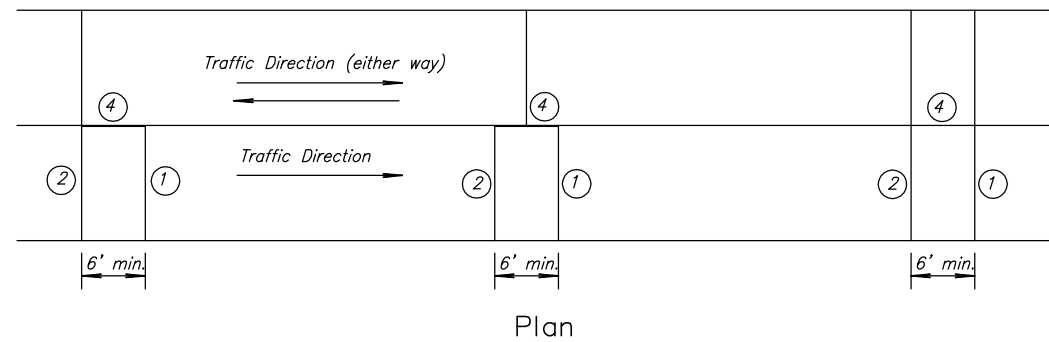 Traffic Direction (either way)
4 4 4
Traffic Direction
2 1 2 1 2 1
6' min. 6' min. 6' min.
Plan